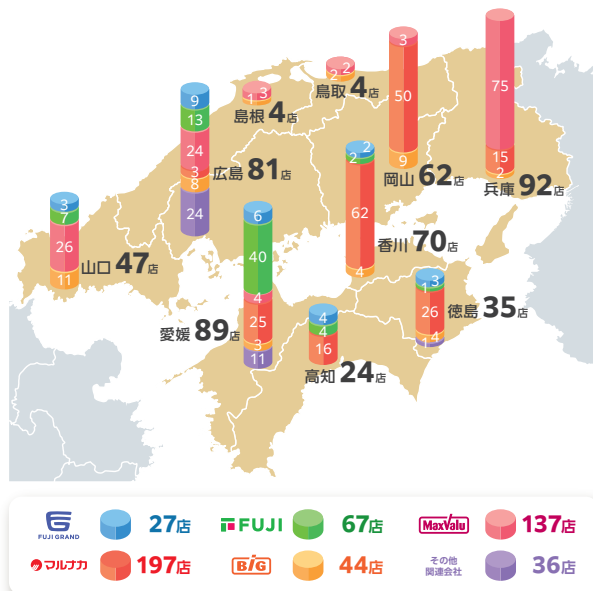 3
75
15
2
兵庫 92店
3
50
9
岡山 62店
2
2
鳥取 4店
3
1
島根 4店
9
13
24
3
8
24
広島 81店
2
2
62
4
香川 70店
3
7
26
11
山口 47店
6
40
4
25
3
11
愛媛 89店
3
1
26
4
1
徳島 35店
4
4
16
高知 24店
FUJI GRAND
27店
FUJI
67店
MaxValu
137店
マルナカ
197店
BiG
44店
その他
関連会社
36店